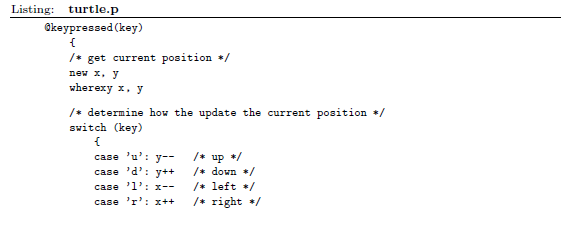 Listing: turtle.p
@keypressed(key)
{
/* get current position */
new x, y
wherexy x, y
/* determine how the update the current position */
switch (key)
{
case ’u’: y-- /* up */
case ’d’: y++ /* down */
case ’l’: x-- /* left */
case ’r’: x++ /* right */